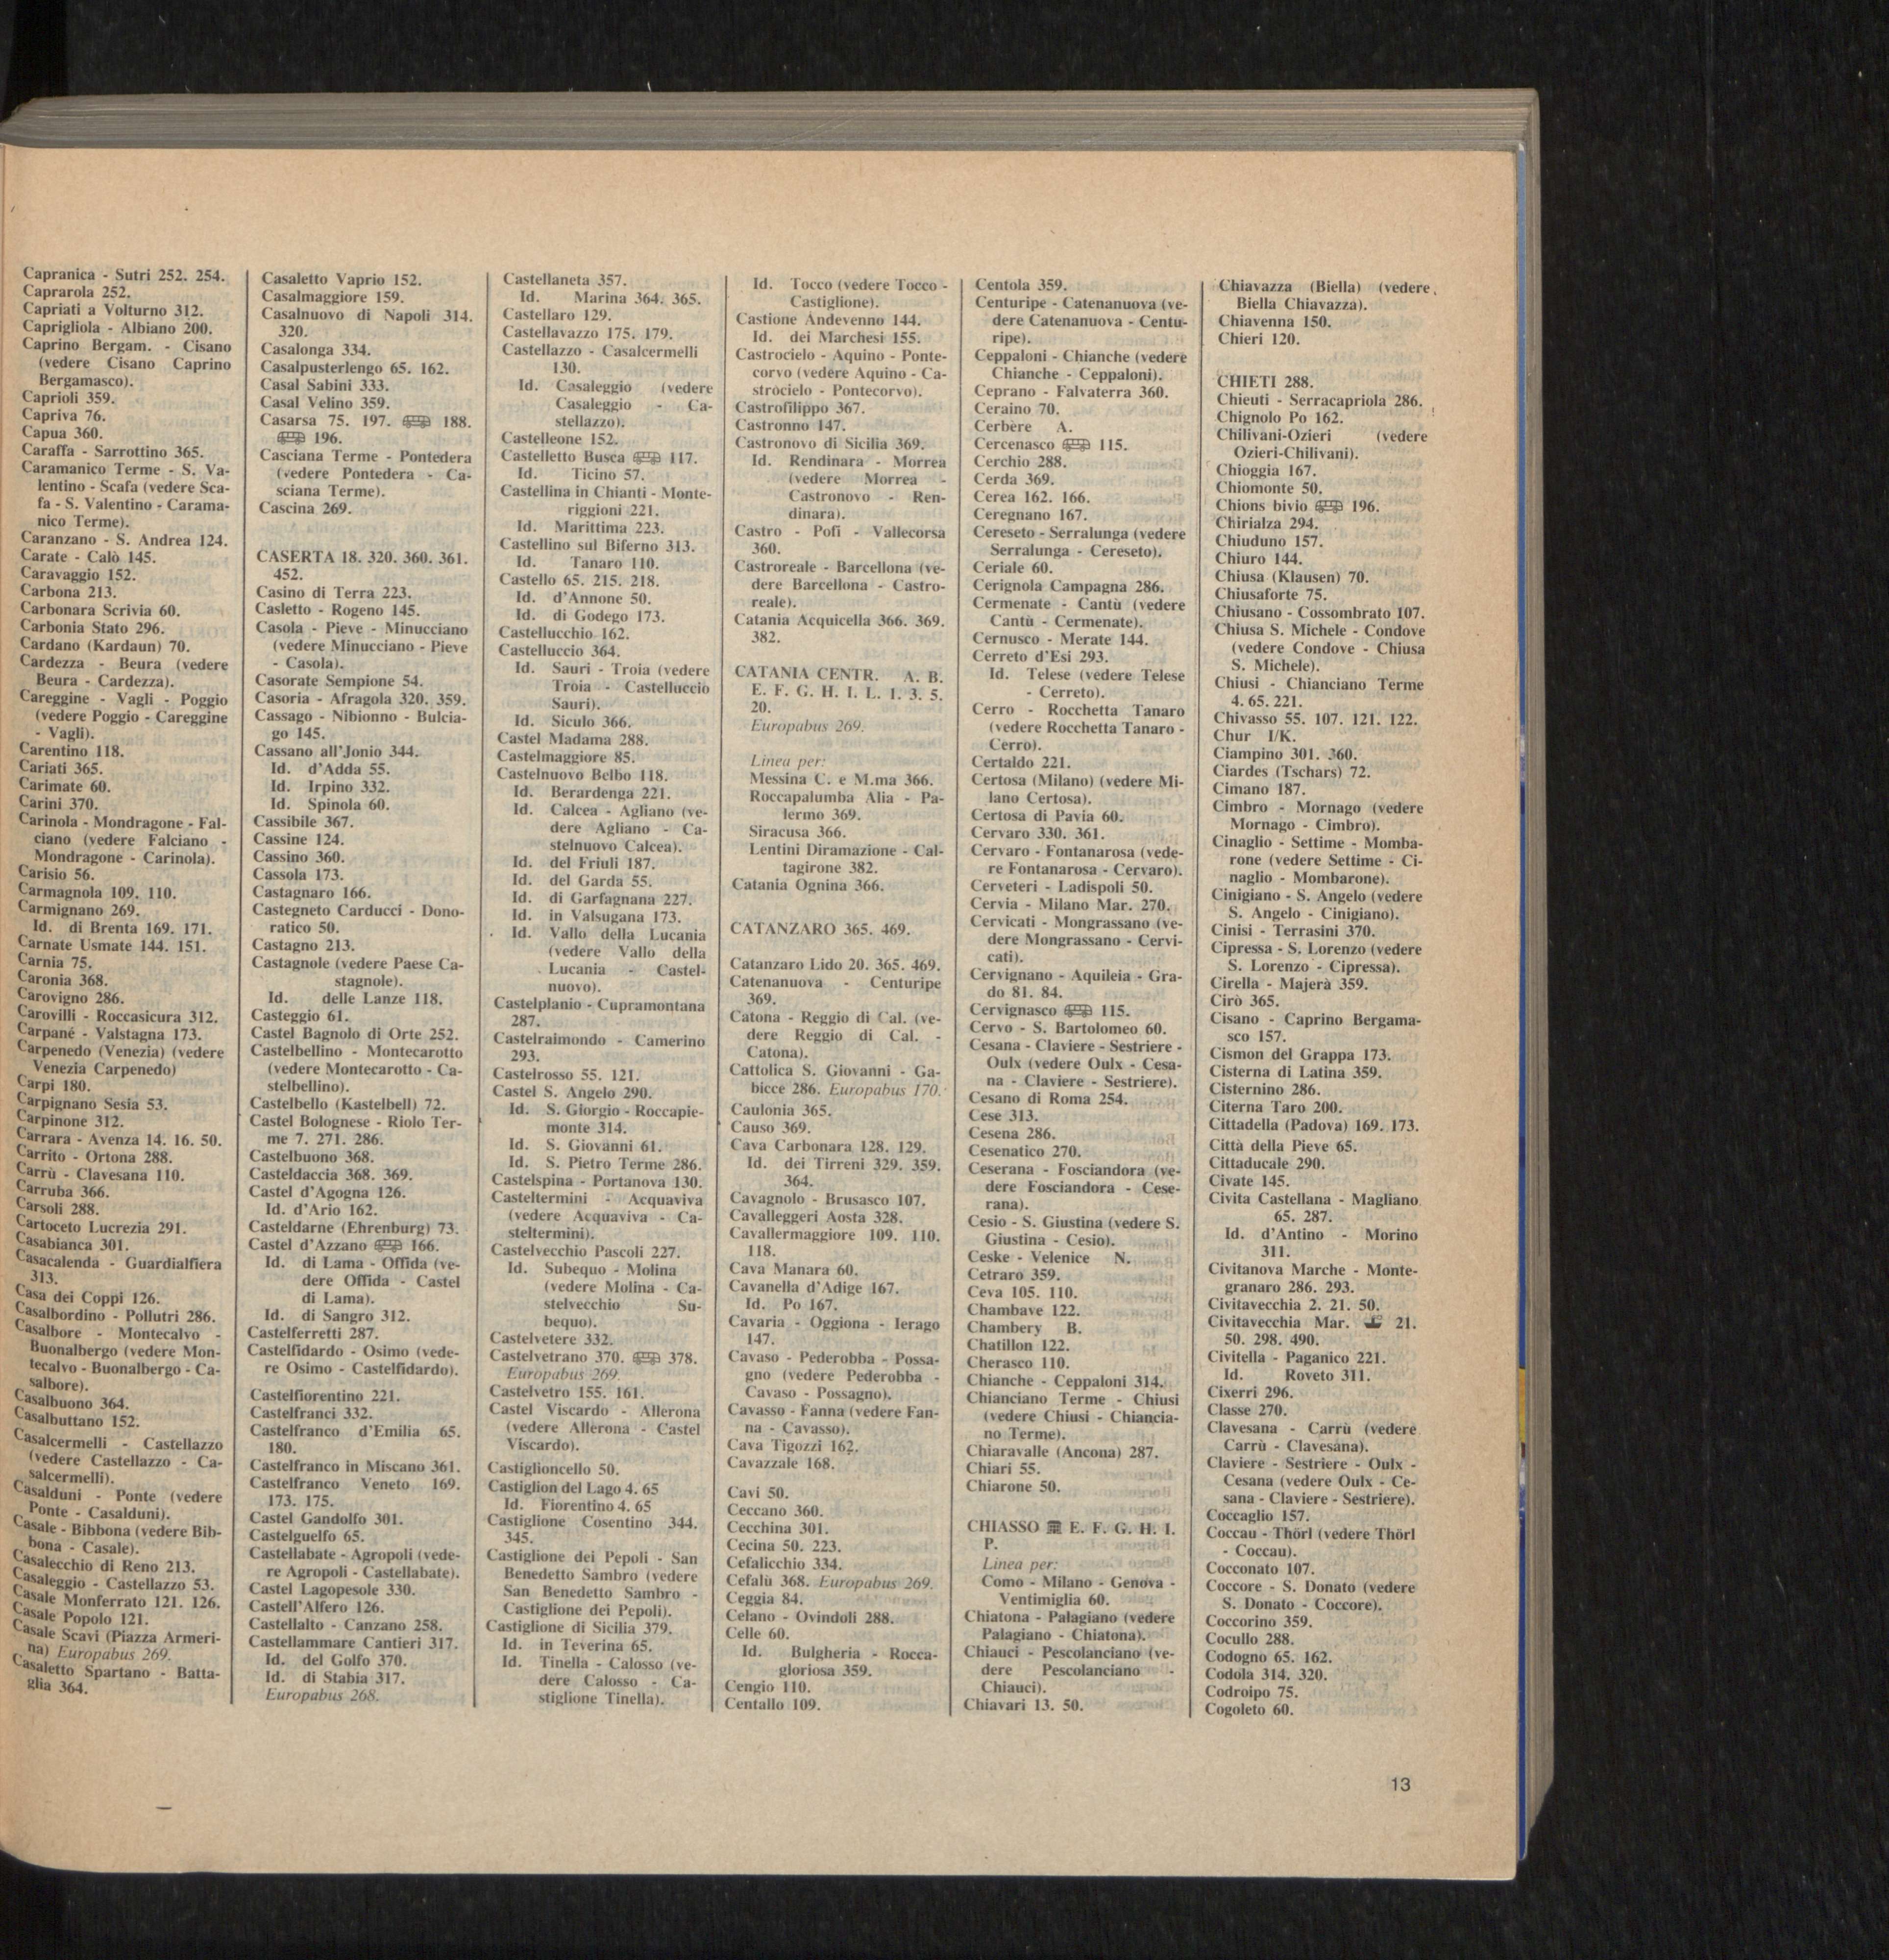 Capranica - Sutri 252. 254.
Caprarola 252.
Capriati a Volturno 312.
Caprigliola - Albiano 200.
Caprino Bergam. - Cisano
(vedere Cisano Caprino
Bergamasco).
Caprioli 359.
Capriva 76.
Capua 360.
Caraffa - Sarrottino 365.
Caramanico Terme - S. Va-
lentino - Scafa (vedere Sca-
fa - S. Valentino - Carama-
nico Terme).
Caranzano - S. Andrea 124.
Carate - Calò 145.
Caravaggio 152.
Carbona 213.
Carbonara Scrivia 60.
Carbonia Stato 296.
Cardano (Kardaun) 70.
Cardezza - Beura (vedere
Beura - Cardezza).
Careggine - Vagli - Poggio
(vedere Poggio - Careggine
- Vagli).
Carentino 118.
Cariati 365.
Carimate 60.
Carini 370.
Carinola - Mondragone - Fal-
ciano (vedere Falciano -
Mondragone - Carinola).
Carisio 56.
Carmagnola 109. 110.
Carmignano 269.
Id. di Brenta 169. 171.
Carnate Usmate 144. 151.
Carnia 75.
Caronia 368.
Carovigno 286.
Carovilli - Roccasicura 312.
Carpané - Valstagna 173.
Carpenedo (Venezia) (vedere
Venezia Carpenedo)
Carpi 180.
Carpignano Sesia 53.
Carpinone 312.
Carrara - Avenza 14. 16. 50.
Carrito - Ortona 288.
Carrù - Clavesana 110.
Carruba 366.
Carsoli 288.
Cartoceto Lucrezia 291.
Casabianca 301.
Casacalenda - Guardialfiera
313.
Casa dei Coppi 126.
Casalbordino - Pollutri 286.
Casalbore - Montecalvo -
Buonalbergo (vedere Mon-
tecalvo - Buonalbergo - Ca-
salbore).
Casalbuono 364.
Casalbuttano 152.
Casalcermelli - Castellazzo
(vedere Castellazzo - Ca-
salcermelli).
Casalduni - Ponte (vedere
Ponte - Casalduni).
Casale - Bibbona (vedere Bib-
bona - Casale).
Casalecchio di Reno 213.
Casaleggio - Castellazzo 53.
Casale Monferrato 121. 126.
Casale Popolo 121.
Casale Scavi (Piazza Armeri-
na) Europabus 269.
Casaletto Spartano - Batta-
glia 364.
Casaletto Vaprio 152.
Casalmaggiore 159.
Casalnuovo di Napoli 314.
320.
Casalonga 334.
Casalpusterlengo 65. 162.
Casal Sabini 333.
Casal Velino 359.
Casarsa 75. 197. 188.
196.
Casciana Terme - Pontedera
(vedere Pontedera - Ca-
sciana Terme).
Cascina 269.
CASERTA 18. 320. 360. 361.
452.
Casino di Terra 223.
Casletto - Rogeno 145.
Casola - Pieve - Minucciano
(vedere Minucciano - Pieve
- Casola).
Casorate Sempione 54.
Casoria - Afragola 320. 359.
Cassago - Nibionno - Bulcia-
go 145.
Cassano all'Jonio 344.
Id. d'Adda 55.
Id. Irpino 332.
Id. Spinola 60.
Cassibile 367.
Cassine 124.
Cassino 360.
Cassola 173.
Castagnaro 166.
Castegneto Carducci - Dono-
ratico 50.
Castagno 213.
Castagnole (vedere Paese Ca-
stagnole).
Id. delle Lanze 118.
Casteggio 61.
Castel Bagnolo di Orte 252.
Castelbellino - Montecarotto
(vedere Montecarotto - Ca-
stelbellino).
Castelbello (Kastelbell) 72.
Castel Bolognese - Riolo Ter-
me 7. 271. 286.
Castelbuono 368.
Casteldaccia 368. 369.
Castel d'Agogna 126.
Id. d'Ario 162.
Casteldarne (Ehrenburg) 73.
Castel d'Azzano 166.
Id. di Lama - Offida (ve-
dere Offida - Castel
di Lama).
Id. di Sangro 312.
Castelferretti 287.
Castelfidardo - Osimo (vede-
re Osimo - Castelfidardo).
Castelfiorentino 221.
Castelfranci 332.
Castelfranco d'Emilia 65.
180.
Castelfranco in Miscano 361.
Castelfranco Veneto 169.
173. 175.
Castel Gandolfo 301.
Castelguelfo 65.
Castellabate - Agropoli (vede-
re Agropoli - Castellabate).
Castel Lagopesole 330.
Castell'Alfero 126.
Castellalto - Canzano 258.
Castellammare Cantieri 317.
Id. del Golfo 370.
Id. di Stabia 317.
Europabus 268.
Castellaneta 357.
Id. Marina 364. 365.
Castellaro 129.
Castellavazzo 175. 179.
Castellazzo - Casalcermelli
130.
Id. Casaleggio (vedere
Casaleggio - Ca-
stellazzo).
Castelleone 152.
Castelletto Busca 117.
Id. Ticino 57.
Castellina in Chianti - Monte-
riggioni 221.
Id. Marittima 223.
Castellino sul Biferno 313.
Id. Tanaro 110.
Castello 65. 215. 218.
Id. d'Annone 50.
Id. di Godego 173.
Castellucchio 162.
Castelluccio 364.
Id. Sauri - Troia (vedere
Troia - Castelluccio
Sauri).
Id. Siculo 366.
Castel Madama 288.
Castelmaggiore 85.
Castelnuovo Belbo 118.
Id. Berardenga 221.
Id. Calcea - Agliano (ve-
dere Agliano - Ca-
stelnuovo Calcea).
Id. del Friuli 187.
Id. del Garda 55.
Id. di Garfagnana 227.
Id. in Valsugana 173.
Id. Vallo della Lucania
(vedere Vallo della
Lucania - Castel-
nuovo).
Castelplanio - Cupramontana
287.
Castelraimondo - Camerino
293.
Castelrosso 55. 121.
Castel S. Angelo 290.
Id. S. Giorgio - Roccapie-
monte 314.
Id. S. Giovanni 61.
Id. S. Pietro Terme 286.
Castelspina - Portanova 130.
Casteltermini - Acquaviva
(vedere Acquaviva - Ca-
steltermini).
Castelvecchio Pascoli 227.
Id. Subequo - Molina
(vedere Molina - Ca-
stelvecchio Su-
bequo).
Castelvetere 332.
Castelvetrano 370. 378.
Europabus 269.
Castelvetro 155. 161.
Castel Viscardo - Allerona
(vedere Allerona - Castel
Viscardo).
Castiglioncello 50.
Castiglion del Lago 4. 65
Id. Fiorentino 4. 65
Castiglione Cosentino 344.
345.
Castiglione dei Pepoli - San
Benedetto Sambro (vedere
San Benedetto Sambro -
Castiglione dei Pepoli).
Castiglione di Sicilia 379.
Id. in Teverina 65.
Id. Tinella - Calosso (ve-
dere Calosso - Ca-
stiglione Tinella).
Id. Tocco (vedere Tocco -
Castiglione).
Castione Andevenno 144.
Id. dei Marchesi 155.
Castrocielo - Aquino - Ponte-
corvo (vedere Aquino - Ca-
strocielo - Pontecorvo).
Castrofilippo 367.
Castronno 147.
Castronovo di Sicilia 369.
Id. Rendinara - Morrea
(vedere Morrea -
Castronovo - Ren-
dinara).
Castro - Pofi - Vallecorsa
360.
Castroreale - Barcellona (ve-
dere Barcellona - Castro-
reale).
Catania Acquicella 366. 369.
382.
CATANIA CENTR. A. B.
E. F. G. H. I. L. 1. 3. 5.
20.
Europabus 269.
Linea per:
Messina C. e M.ma 366.
Roccapalumba Alia - Pa-
lermo 369.
Siracusa 366.
Lentini Diramazione - Cal-
tagirone 382.
Catania Ognina 366.
CATANZARO 365. 469.
Catanzaro Lido 20. 365. 469.
Catenanuova - Centuripe
369.
Catona - Reggio di Cal. (ve-
dere Reggio di Cal. -
Catona).
Cattolica S. Giovanni - Ga-
bicce 286. Europabus 170.
Caulonia 365.
Causo 369.
Cava Carbonara 128. 129.
Id. dei Tirreni 329. 359.
364.
Cavagnolo - Brusasco 107.
Cavalleggeri Aosta 328.
Cavallermaggiore 109. 110.
118.
Cava Manara 60.
Cavanella d'Adige 167.
Id. Po 167.
Cavaria - Oggiona - Ierago
147.
Cavaso - Pederobba - Possa-
gno (vedere Pederobba -
Cavaso - Possagno).
Cavasso - Fanna (vedere Fan-
na - Cavasso).
Cava Tigozzi 162.
Cavazzale 168.
Cavi 50.
Ceccano 360.
Cecchina 301.
Cecina 50. 223.
Cefalicchio 334.
Cefalù 368. Europabus 269.
Ceggia 84.
Celano - Ovindoli 288.
Celle 60.
Id. Bulgheria - Rocca-
gloriosa 359.
Cengio 110.
Centallo 109.
Centola 359.
Centuripe - Catenanuova (ve-
dere Catenanuova - Centu-
ripe).
Ceppaloni - Chianche (vedere
Chianche - Ceppaloni).
Ceprano - Falvaterra 360.
Ceraino 70.
Cerbère A.
Cercenasco 115.
Cerchio 288.
Cerda 369.
Cerea 162. 166.
Ceregnano 167.
Cereseto - Serralunga (vedere
Serralunga - Cereseto).
Ceriale 60.
Cerignola Campagna 286.
Cermenate - Cantù (vedere
Cantù - Cermenate).
Cernusco - Merate 144.
Cerreto d'Esi 293.
Id. Telese (vedere Telese
- Cerreto).
Cerro - Rocchetta Tanaro
(vedere Rocchetta Tanaro -
Cerro).
Certaldo 221.
Certosa (Milano) (vedere Mi-
lano Certosa).
Certosa di Pavia 60.
Cervaro 330. 361.
Cervaro - Fontanarosa (vede-
re Fontanarosa - Cervaro).
Cerveteri - Ladispoli 50.
Cervia - Milano Mar. 270.
Cervicati - Mongrassano (ve-
dere Mongrassano - Cervi-
cati).
Cervignano - Aquileia - Gra-
do 81. 84.
Cervignasco 115.
Cervo - S. Bartolomeo 60.
Cesana - Claviere - Sestriere -
Oulx (vedere Oulx - Cesa-
na - Claviere - Sestriere).
Cesano di Roma 254.
Cese 313.
Cesena 286.
Cesenatico 270.
Ceserana - Fosciandora (ve-
dere Fosciandora - Cese-
rana).
Cesio - S. Giustina (vedere S.
Giustina - Cesio).
Ceske - Velenice N.
Cetraro 359.
Ceva 105. 110.
Chambave 122.
Chambery B.
Chatillon 122.
Cherasco 110.
Chianche - Ceppaloni 314.
Chianciano Terme - Chiusi
(vedere Chiusi - Chiancia-
no Terme).
Chiaravalle (Ancona) 287.
Chiari 55.
Chiarone 50.
CHIASSO E. F. G. H. I.
P.
Linea per:
Como - Milano - Genova -
Ventimiglia 60.
Chiatona - Palagiano (vedere
Palagiano - Chiatona).
Chiauci - Pescolanciano (ve-
dere Pescolanciano -
Chiauci).
Chiavari 13. 50.
Chiavazza (Biella) (vedere
Biella Chiavazza).
Chiavenna 150.
Chieri 120.
CHIETI 288.
Chieuti - Serracapriola 286.
Chignolo Po 162.
Chilivani-Ozieri (vedere
Ozieri-Chilivani).
Chioggia 167.
Chiomonte 50.
Chions bivio 196.
Chirialza 294.
Chiuduno 157.
Chiuro 144.
Chiusa (Klausen) 70.
Chiusaforte 75.
Chiusano - Cossombrato 107.
Chiusa S. Michele - Condove
(vedere Condove - Chiusa
S. Michele).
Chiusi - Chianciano Terme
4. 65. 221.
Chivasso 55. 107. 121. 122.
Chur I/K.
Ciampino 301. 360.
Ciardes (Tschars) 72.
Cimano 187.
Cimbro - Mornago (vedere
Mornago - Cimbro).
Cinaglio - Settime - Momba-
rone (vedere Settime - Ci-
naglio - Mombarone).
Cinigiano - S. Angelo (vedere
S. Angelo - Cinigiano).
Cinisi - Terrasini 370.
Cipressa - S. Lorenzo (vedere
S. Lorenzo - Cipressa).
Cirella - Majerà 359.
Cirò 365.
Cisano - Caprino Bergama-
sco 157.
Cismon del Grappa 173.
Cisterna di Latina 359.
Cisternino 286.
Citerna Taro 200.
Cittadella (Padova) 169. 173.
Città della Pieve 65.
Cittaducale 290.
Civate 145.
Civita Castellana - Magliano
65. 287.
Id. d'Antino - Morino
311.
Civitanova Marche - Monte-
granaro 286. 293.
Civitavecchia 2. 21. 50.
Civitavecchia Mar. 21.
50. 298. 490.
Civitella - Paganico 221.
Id. Roveto 311.
Cixerri 296.
Classe 270.
Clavesana - Carrù (vedere
Carrù - Clavesana).
Claviere - Sestriere - Oulx -
Cesana (vedere Oulx - Ce-
sana - Claviere - Sestriere).
Coccaglio 157.
Coccau - Thörl (vedere Thörl
- Coccau).
Cocconato 107.
Coccore - S. Donato (vedere
S. Donato - Coccore).
Coccorino 359.
Cocullo 288.
Codogno 65. 162.
Codola 314. 320.
Codroipo 75.
Cogoleto 60.
13